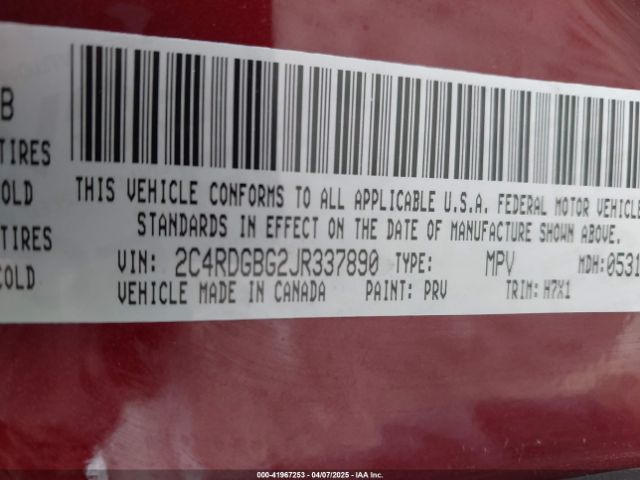 B
TIRES
COLD
TIRES
COLD
THIS VEHICLE CONFORMS TO ALL APPLICABLE U.S.A. FEDERAL MOTOR VEHICLE
STANDARDS IN EFFECT ON THE DATE OF MANUFACTURE SHOWN ABOVE.
VIN: 2C4RDGBG2JR337890 TYPE: MPV MDH: 0531
VEHICLE MADE IN CANADA PAINT: PRV TRIM: H7X1
000-41967253 - 04/07/2025 - IAA Inc.